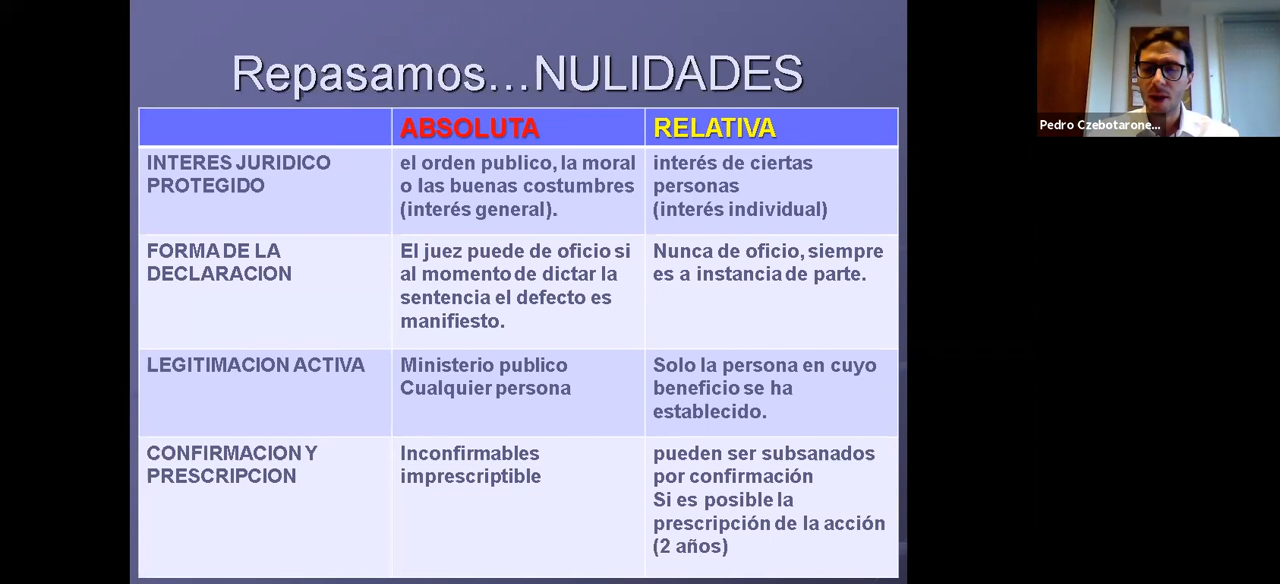 Repasamos...NULIDADES
ABSOLUTA
RELATIVA
INTERES JURIDICO
PROTEGIDO
el orden publico, la moral
o las buenas costumbres
(interés general).
interés de ciertas
personas
(interés individual)
FORMA DE LA
DECLARACION
El juez puede de oficio si
al momento de dictar la
sentencia el defecto es
manifiesto.
Nunca de oficio, siempre
es a instancia de parte.
LEGITIMACION ACTIVA
Ministerio publico
Cualquier persona
Solo la persona en cuyo
beneficio se ha
establecido.
CONFIRMACION Y
PRESCRIPCION
Inconfirmables
imprescriptible
pueden ser subsanados
por confirmación
Si es posible la
prescripción de la acción
(2 años)
Pedro Czebotarone...